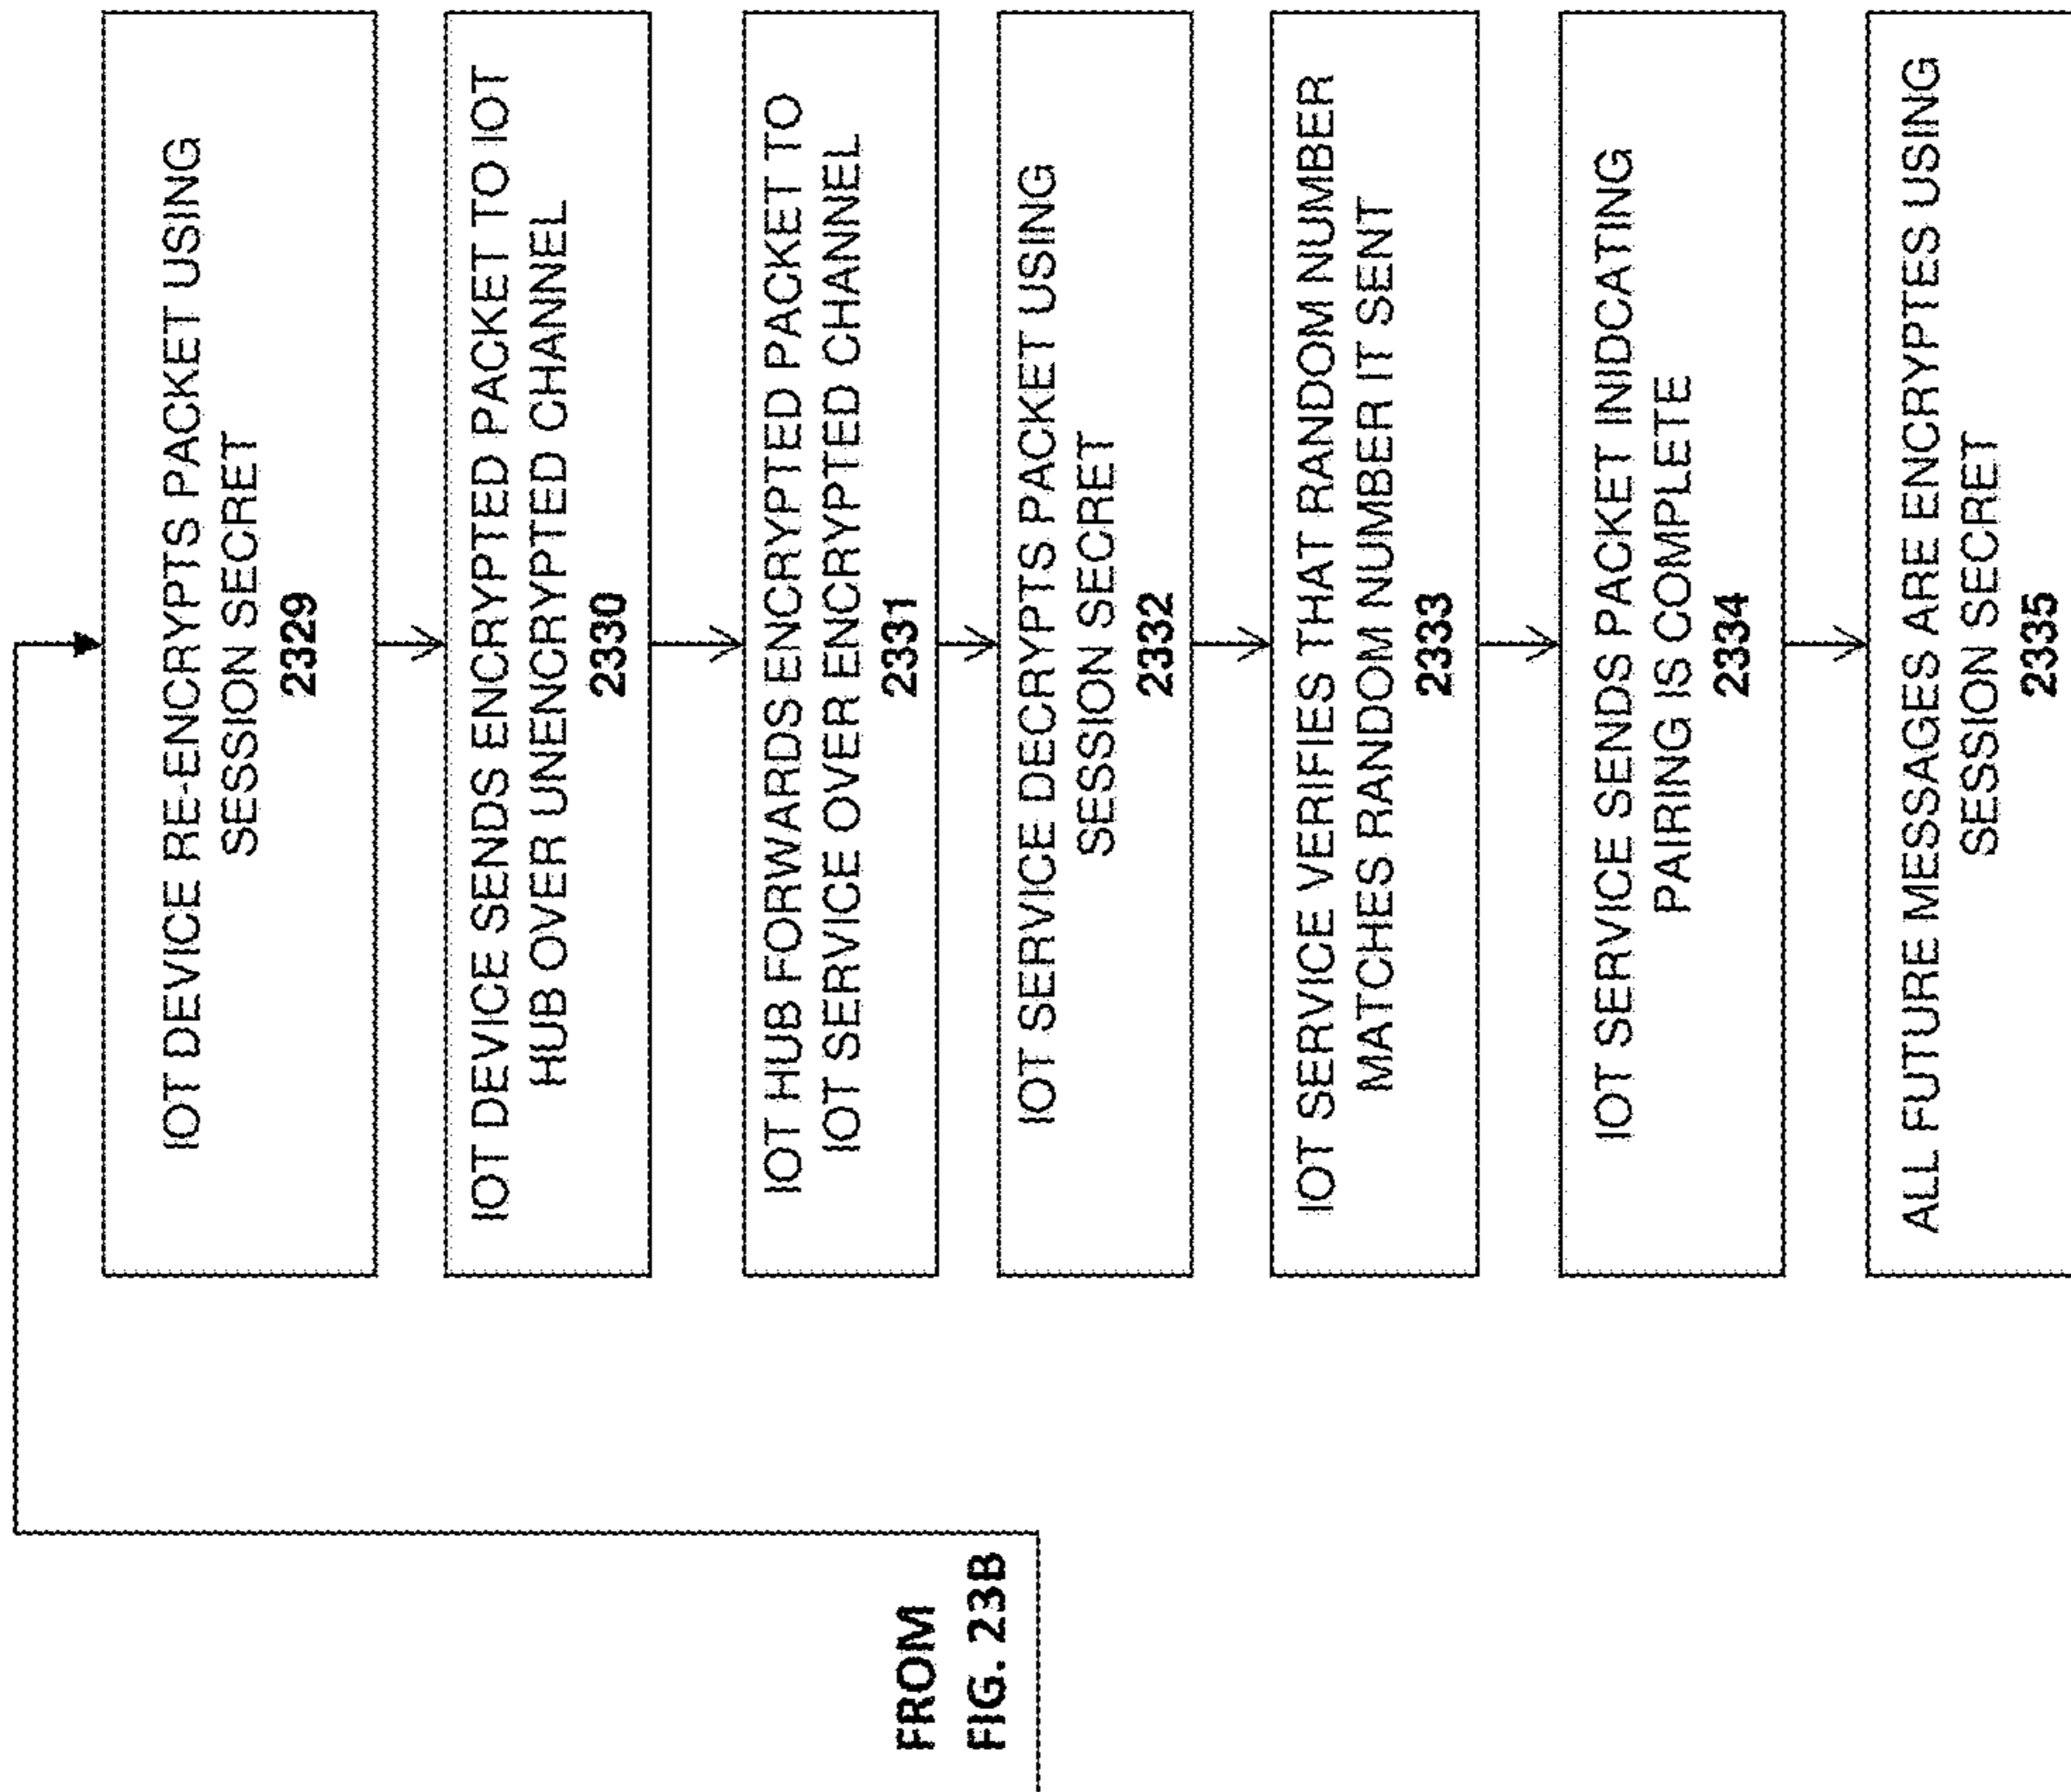 FROM
FIG. 23B
IOT DEVICE RE-ENCRYPTS PACKET USING
SESSION SECRET
2329
IOT DEVICE SENDS ENCRYPTED PACKET TO IOT
HUB OVER UNENCRYPTED CHANNEL
2330
IOT HUB FORWARDS ENCRYPTED PACKET TO
IOT SERVICE OVER ENCRYPTED CHANNEL
2331
IOT SERVICE DECRYPTS PACKET USING
SESSION SECRET
2332
IOT SERVICE VERIFIES THAT RANDOM NUMBER
MATCHES RANDOM NUMBER IT SENT
2333
IOT SERVICE SENDS PACKET INIDCATING
PAIRING IS COMPLETE
2334
ALL FUTURE MESSAGES ARE ENCRYPTES USING
SESSION SECRET
2335